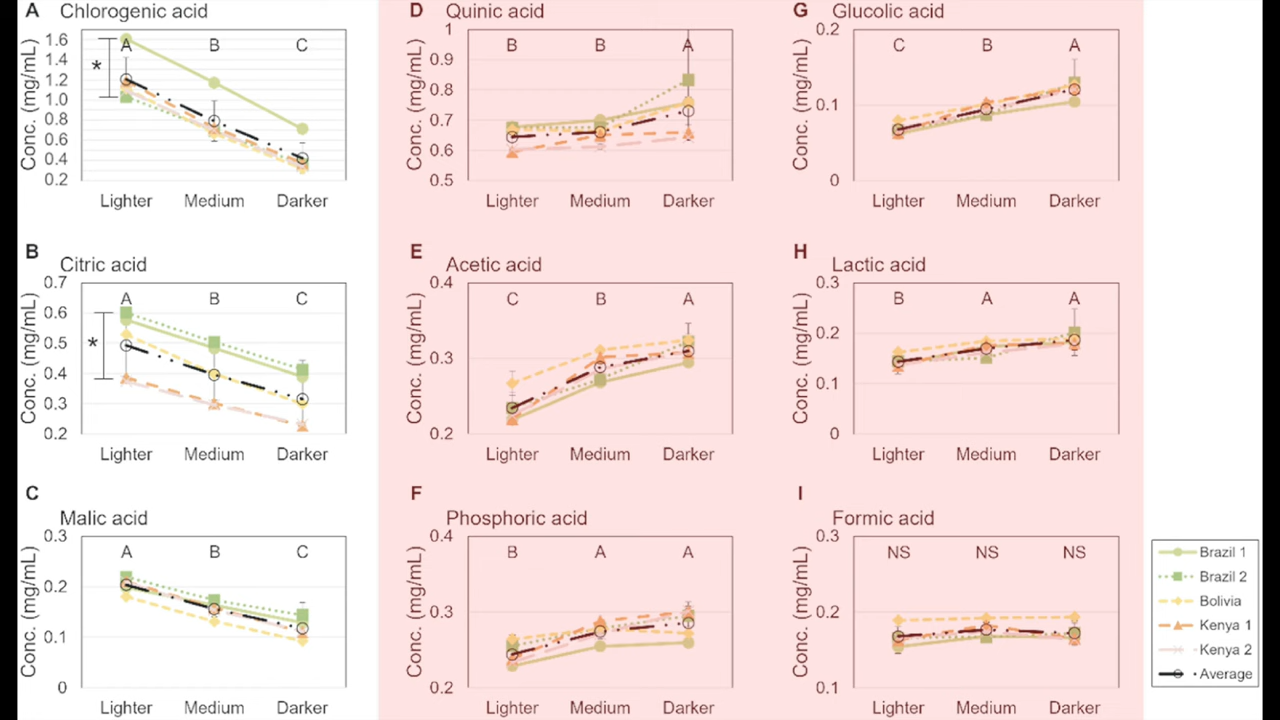 A Chlorogenic acid
Conc. (mg/mL)
1.6
1.4
1.2
1.0
0.8
0.6
0.4
0.2
*
A B C
Lighter Medium Darker
B Citric acid
Conc. (mg/mL)
0.7
0.6
0.5
0.4
0.3
0.2
*
A B C
Lighter Medium Darker
C Malic acid
Conc. (mg/mL)
0.3
0.2
0.1
0
A B C
Lighter Medium Darker
D Quinic acid
Conc. (mg/mL)
1
0.9
0.8
0.7
0.6
0.5
B B A
Lighter Medium Darker
E Acetic acid
Conc. (mg/mL)
0.4
0.3
0.2
C B A
Lighter Medium Darker
F Phosphoric acid
Conc. (mg/mL)
0.4
0.3
0.2
B A A
Lighter Medium Darker
G Glucolic acid
Conc. (mg/mL)
0.2
0.1
0
C B A
Lighter Medium Darker
H Lactic acid
Conc. (mg/mL)
0.3
0.2
0.1
0
B A A
Lighter Medium Darker
I Formic acid
Conc. (mg/mL)
0.3
0.2
0.1
NS NS NS
Lighter Medium Darker
Brazil 1
Brazil 2
Bolivia
Kenya 1
Kenya 2
Average